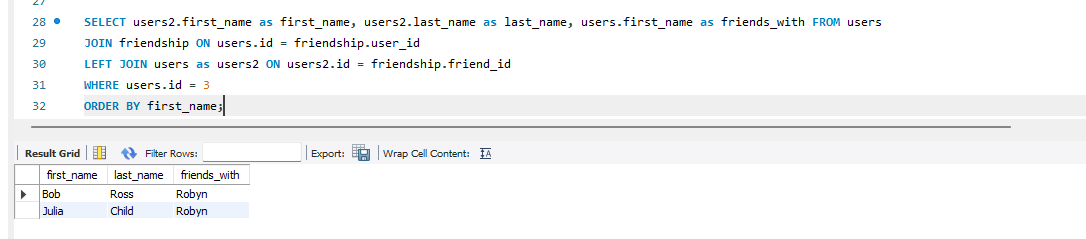 27
28 SELECT users2.first_name as first_name, users2.last_name as last_name, users.first_name as friends_with FROM users
29 JOIN friendship ON users.id = friendship.user_id
30 LEFT JOIN users as users2 ON users2.id = friendship.friend_id
31 WHERE users.id = 3
32 ORDER BY first_name;
Result Grid Filter Rows: Export: Wrap Cell Content:
first_name last_name friends_with
Bob Ross Robyn
Julia Child Robyn